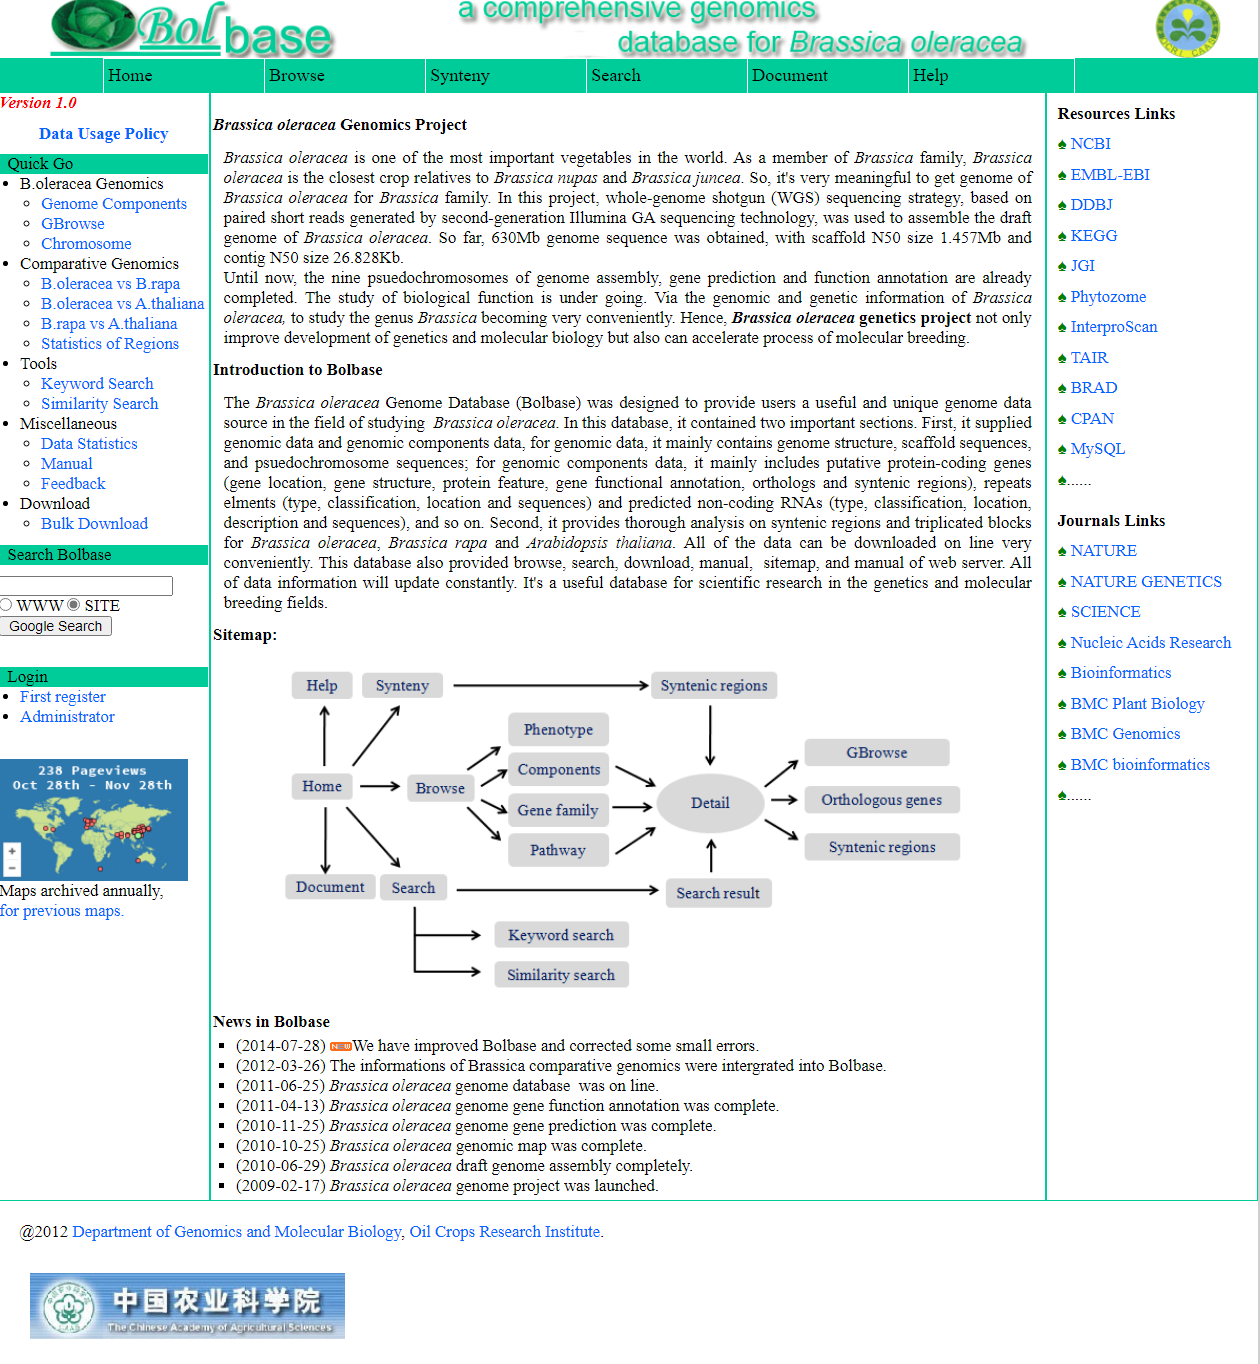 Bolbase
a comprehensive genomics
database for Brassica oleracea
Home Browse Synteny Search Document Help
Version 1.0
Data Usage Policy
Quick Go
B.oleracea Genomics
Genome Components
GBrowse
Chromosome
Comparative Genomics
B.oleracea vs B.rapa
B.oleracea vs A.thaliana
B.rapa vs A.thaliana
Statistics of Regions
Tools
Keyword Search
Similarity Search
Miscellaneous
Data Statistics
Manual
Feedback
Download
Bulk Download
Search Bolbase
WWW SITE
Google Search
Login
First register
Administrator
238 Pageviews
Oct 28th - Nov 28th
+
−
Maps archived annually,
for previous maps.
Brassica oleracea Genomics Project
Brassica oleracea is one of the most important vegetables in the world. As a member of Brassica family, Brassica
oleracea is the closest crop relatives to Brassica nupas and Brassica juncea. So, it's very meaningful to get genome of
Brassica oleracea for Brassica family. In this project, whole-genome shotgun (WGS) sequencing strategy, based on
paired short reads generated by second-generation Illumina GA sequencing technology, was used to assemble the draft
genome of Brassica oleracea. So far, 630Mb genome sequence was obtained, with scaffold N50 size 1.457Mb and
contig N50 size 26.828Kb.
Until now, the nine psuedochromosomes of genome assembly, gene prediction and function annotation are already
completed. The study of biological function is under going. Via the genomic and genetic information of Brassica
oleracea, to study the genus Brassica becoming very conveniently. Hence, Brassica oleracea genetics project not only
improve development of genetics and molecular biology but also can accelerate process of molecular breeding.
Introduction to Bolbase
The Brassica oleracea Genome Database (Bolbase) was designed to provide users a useful and unique genome data
source in the field of studying Brassica oleracea. In this database, it contained two important sections. First, it supplied
genomic data and genomic components data, for genomic data, it mainly contains genome structure, scaffold sequences,
and psuedochromosome sequences; for genomic components data, it mainly includes putative protein-coding genes
(gene location, gene structure, protein feature, gene functional annotation, orthologs and syntenic regions), repeats
elments (type, classification, location and sequences) and predicted non-coding RNAs (type, classification, location,
description and sequences), and so on. Second, it provides thorough analysis on syntenic regions and triplicated blocks
for Brassica oleracea, Brassica rapa and Arabidopsis thaliana. All of the data can be downloaded on line very
conveniently. This database also provided browse, search, download, manual, sitemap, and manual of web server. All
of data information will update constantly. It's a useful database for scientific research in the genetics and molecular
breeding fields.
Sitemap:
Help Synteny Syntenic regions
Phenotype
GBrowse
Components
Home Browse Detail Orthologous genes
Gene family
Pathway Syntenic regions
Document Search Search result
Keyword search
Similarity search
News in Bolbase
(2014-07-28) NEW We have improved Bolbase and corrected some small errors.
(2012-03-26) The informations of Brassica comparative genomics were intergrated into Bolbase.
(2011-06-25) Brassica oleracea genome database was on line.
(2011-04-13) Brassica oleracea genome gene function annotation was complete.
(2010-11-25) Brassica oleracea genome gene prediction was complete.
(2010-10-25) Brassica oleracea genomic map was complete.
(2010-06-29) Brassica oleracea draft genome assembly completely.
(2009-02-17) Brassica oleracea genome project was launched.
Resources Links
♠ NCBI
♠ EMBL-EBI
♠ DDBJ
♠ KEGG
♠ JGI
♠ Phytozome
♠ InterproScan
♠ TAIR
♠ BRAD
♠ CPAN
♠ MySQL
♠......
Journals Links
♠ NATURE
♠ NATURE GENETICS
♠ SCIENCE
♠ Nucleic Acids Research
♠ Bioinformatics
♠ BMC Plant Biology
♠ BMC Genomics
♠ BMC bioinformatics
♠......
@2012 Department of Genomics and Molecular Biology, Oil Crops Research Institute.
中国农业科学院
The Chinese Academy of Agricultural Sciences